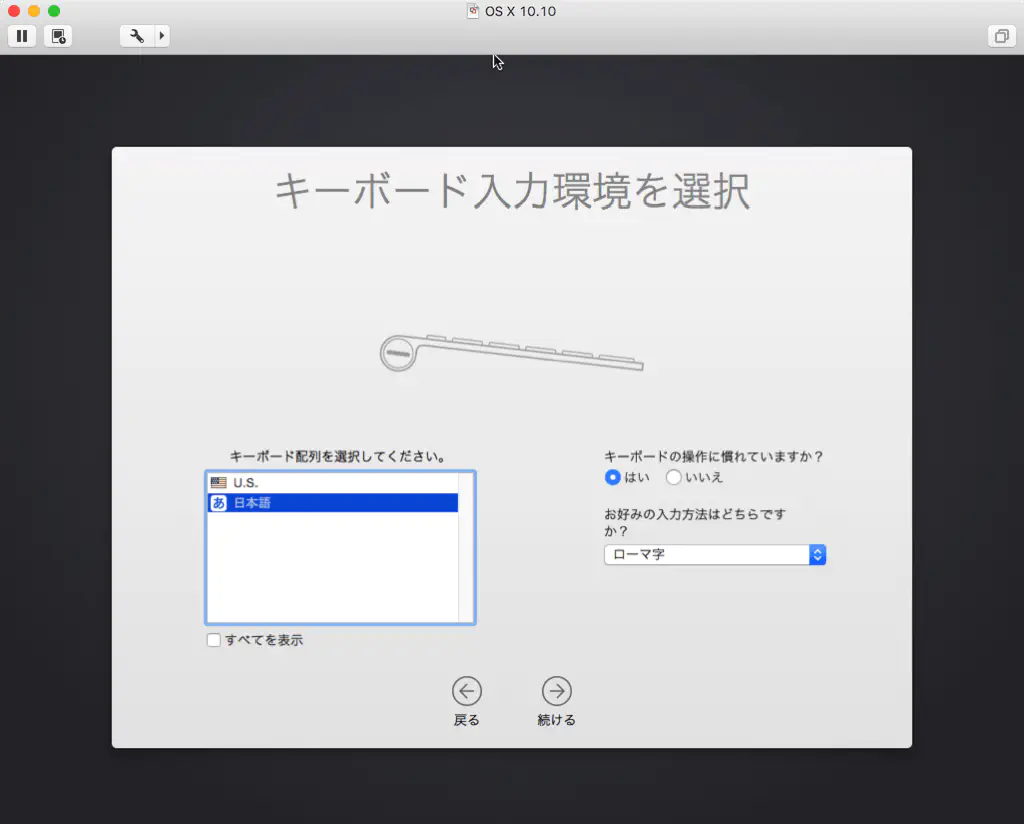 OS X 10.10
キーボード入力環境を選択
キーボード配列を選択してください。
U.S.
あ 日本語
すべてを表示
キーボードの操作に慣れていますか？
はい いいえ
お好みの入力方法はどちらです
か？
ローマ字
戻る
続ける